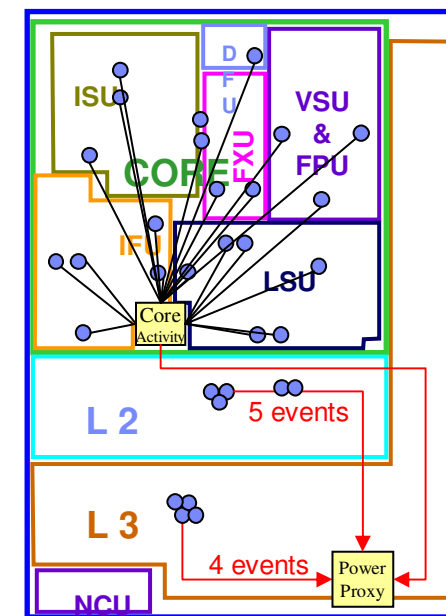 D
F
U
ISU
VSU
&
FPU
FXU
CORE
IFU
LSU
Core
Activity
L 2
5 events
L 3
4 events
Power
Proxy
NCU